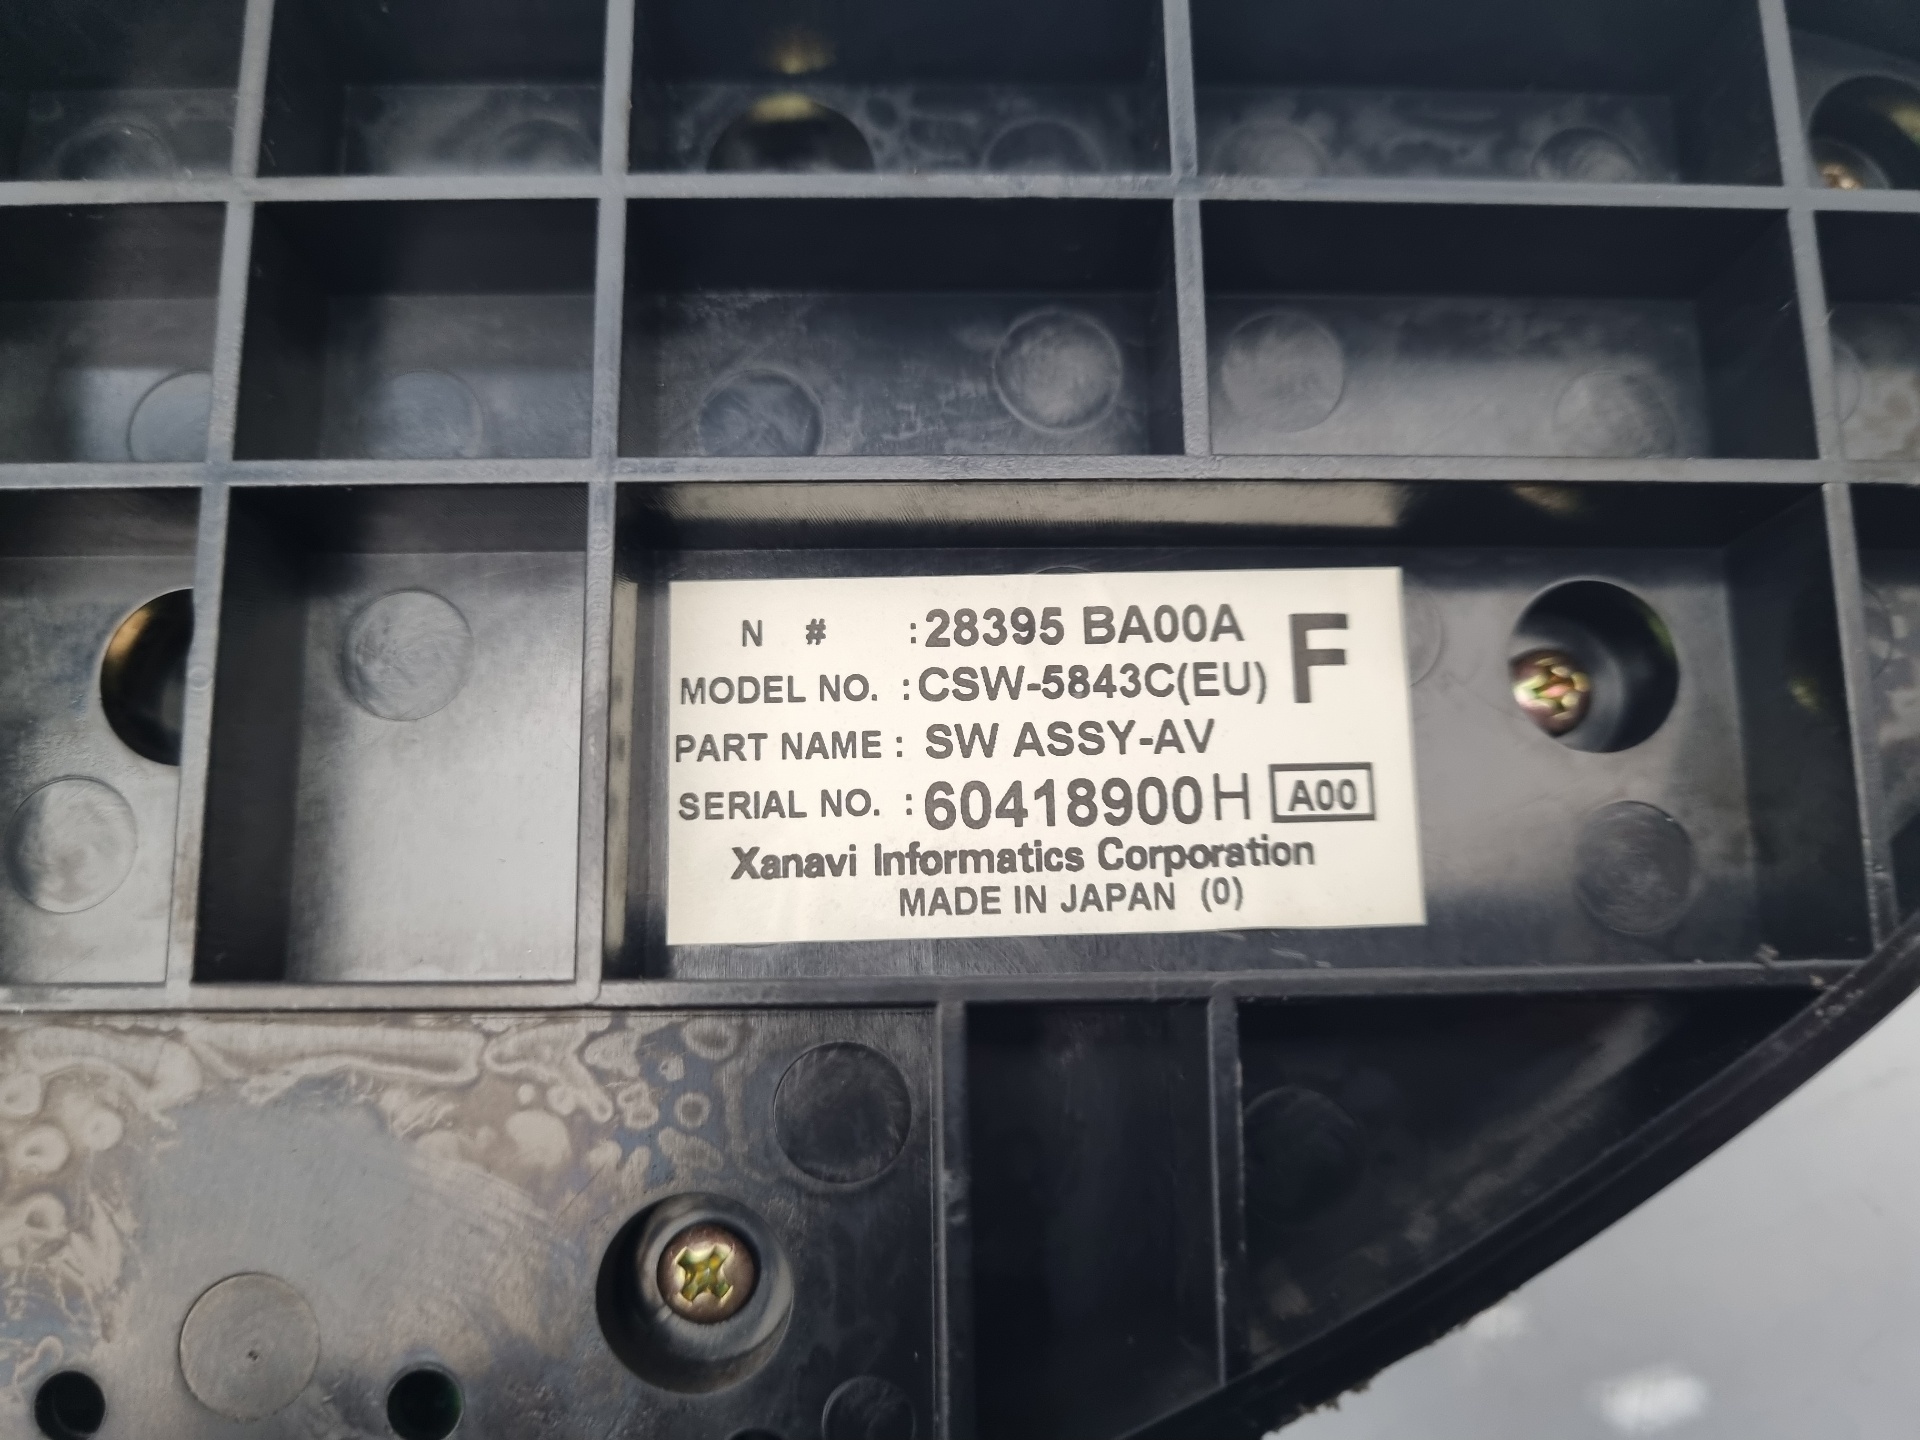 N # :28395 BA00A F
MODEL NO. :CSW-5843C(EU)
PART NAME : SW ASSY-AV
SERIAL NO. :60418900H A00
Xanavi Informatics Corporation
MADE IN JAPAN (0)